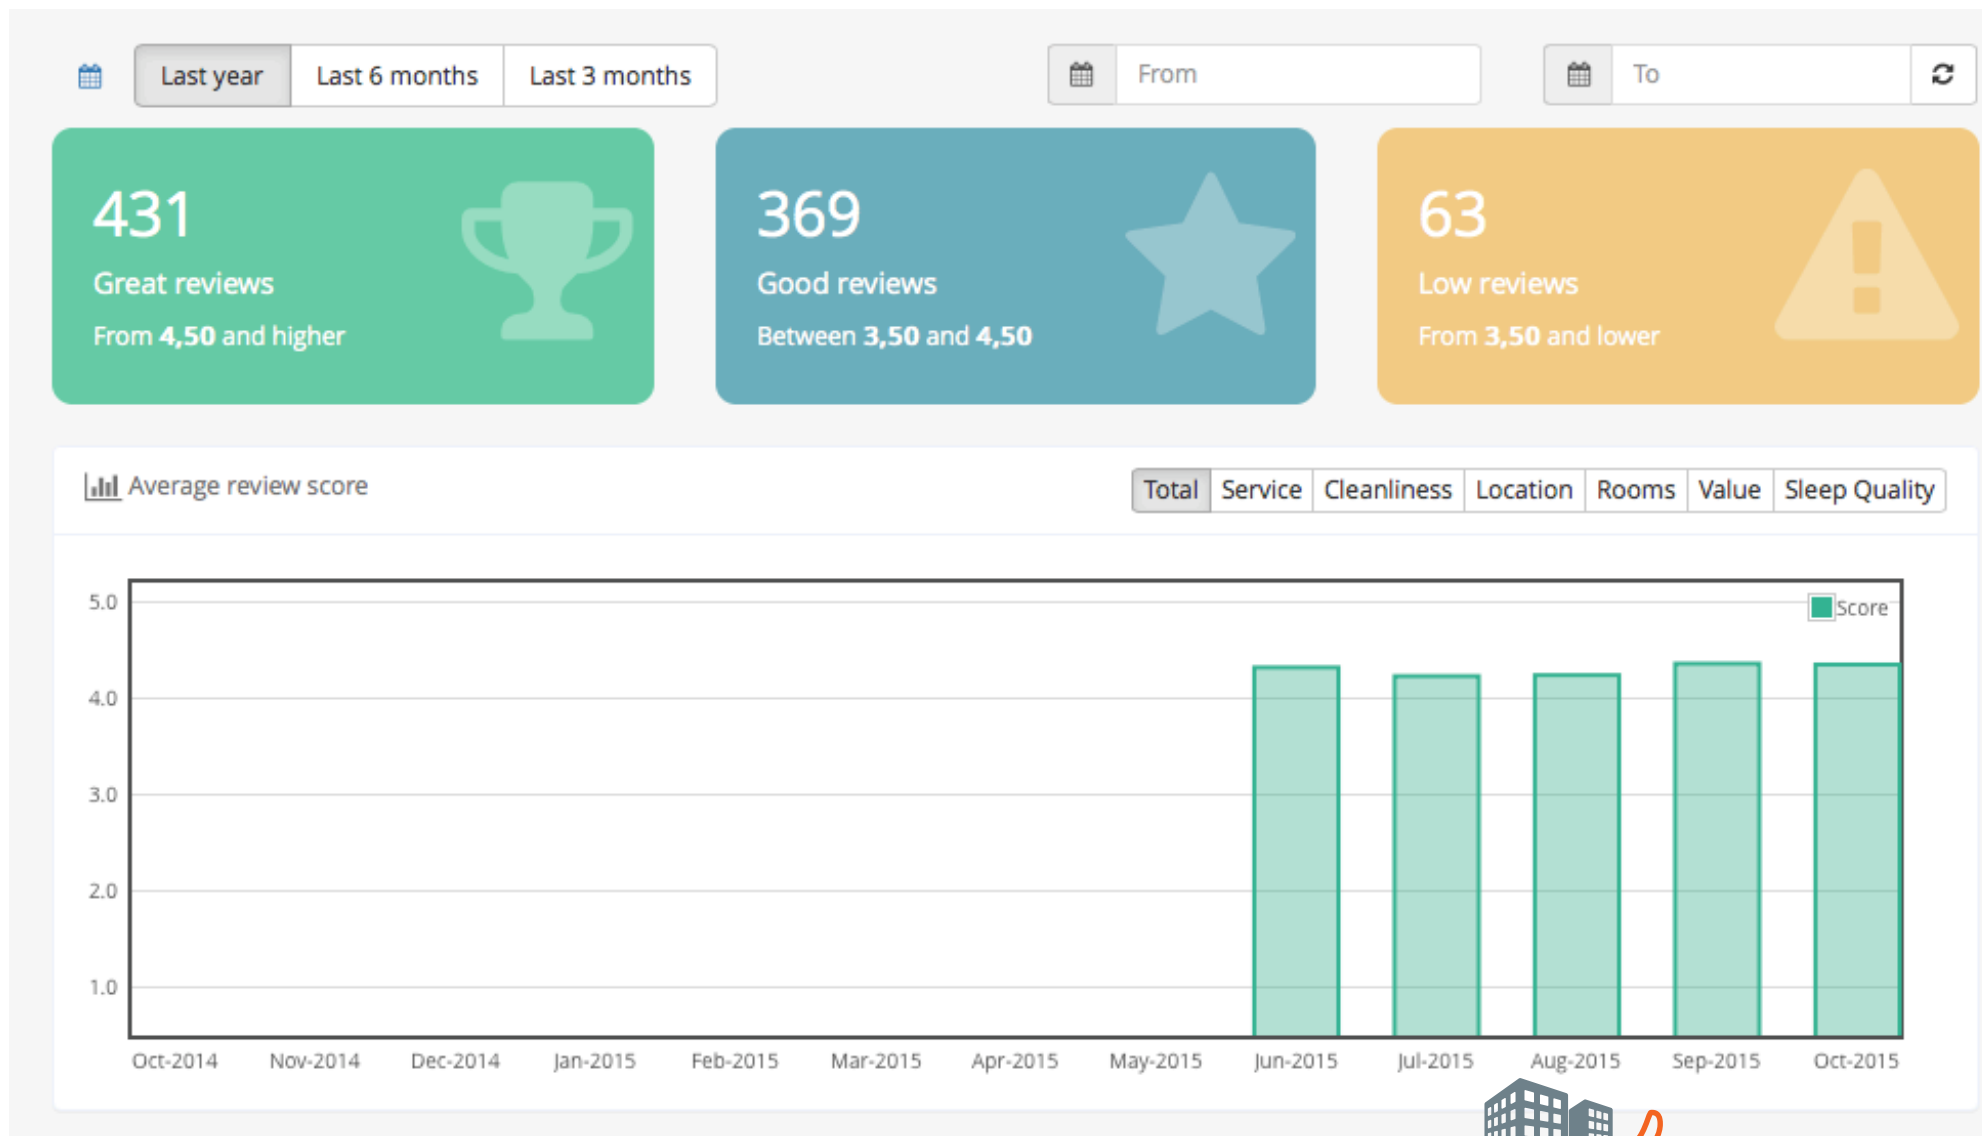 Last year Last 6 months Last 3 months From To
431
Great reviews
From 4,50 and higher
369
Good reviews
Between 3,50 and 4,50
63
Low reviews
From 3,50 and lower
Average review score
Total Service Cleanliness Location Rooms Value Sleep Quality
Score
5.0
4.0
3.0
2.0
1.0
Oct-2014 Nov-2014 Dec-2014 Jan-2015 Feb-2015 Mar-2015 Apr-2015 May-2015 Jun-2015 Jul-2015 Aug-2015 Sep-2015 Oct-2015